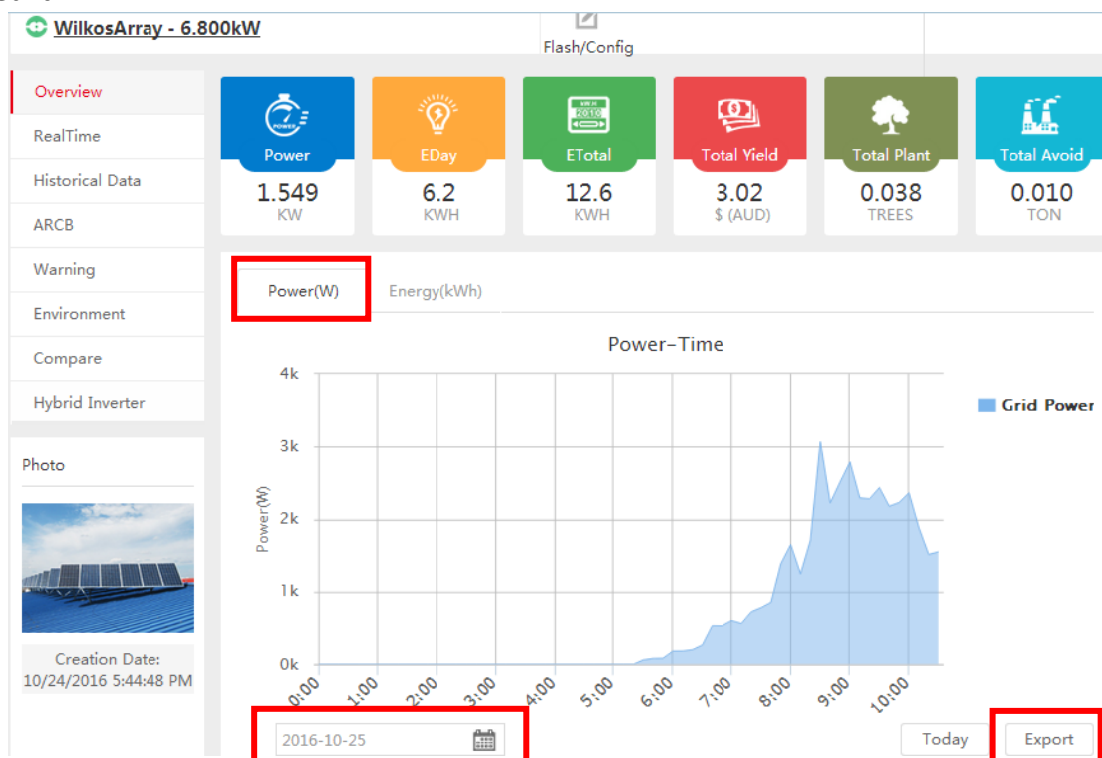 WilkosArray - 6.800kW
Flash/Config
Overview
RealTime
Historical Data
ARCB
Warning
Environment
Compare
Hybrid Inverter
Photo
Creation Date:
10/24/2016 5:44:48 PM
Power
1.549
KW
EDay
6.2
KWH
ETotal
12.6
KWH
Total Yield
3.02
$ (AUD)
Total Plant
0.038
TREES
Total Avoid
0.010
TON
Power(W) Energy(kWh)
Power-Time
Power(W)
4k
3k
2k
1k
0k
0:00 1:00 2:00 3:00 4:00 5:00 6:00 7:00 8:00 9:00 10:00
Grid Power
2016-10-25
Today
Export